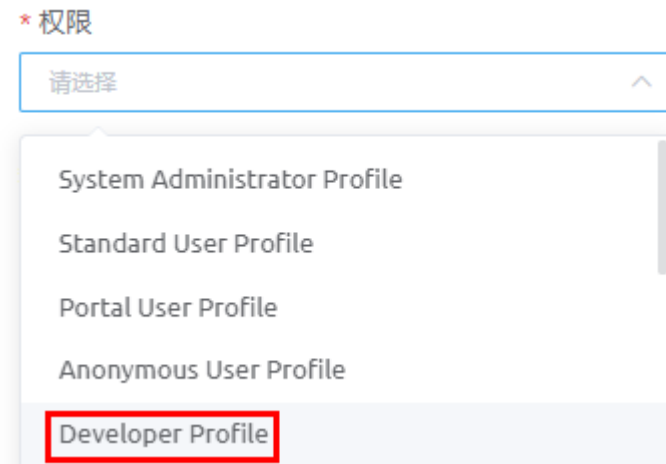 * 权限
请选择
System Administrator Profile
Standard User Profile
Portal User Profile
Anonymous User Profile
Developer Profile